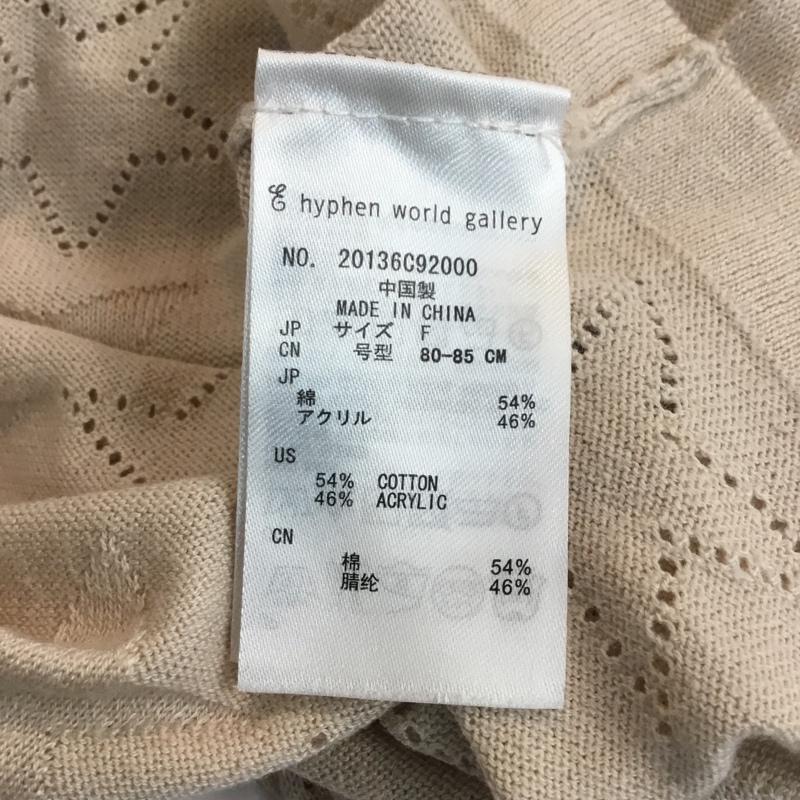 hyphen world gallery
NO. 20136C92000
中国製
MADE IN CHINA
JP サイズ F
CN 号型 80-85 CM
JP
綿 54%
アクリル 46%
US
54% COTTON
46% ACRYLIC
CN
棉 54%
腈纶 46%